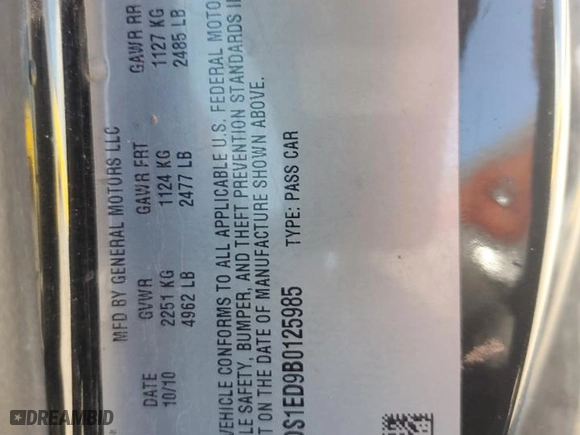 MFD BY GENERAL MOTORS LLC
DATE GVWR GAWR FRT GAWR RR
10/10 2251 KG 1124 KG 1127 KG
4962 LB 2477 LB 2485 LB
VEHICLE CONFORMS TO ALL APPLICABLE U.S. FEDERAL MOTO
LE SAFETY, BUMPER, AND THEFT PREVENTION STANDARDS I
T ON THE DATE OF MANUFACTURE SHOWN ABOVE.
S1ED9B0125985 TYPE: PASS CAR
DREAMBID